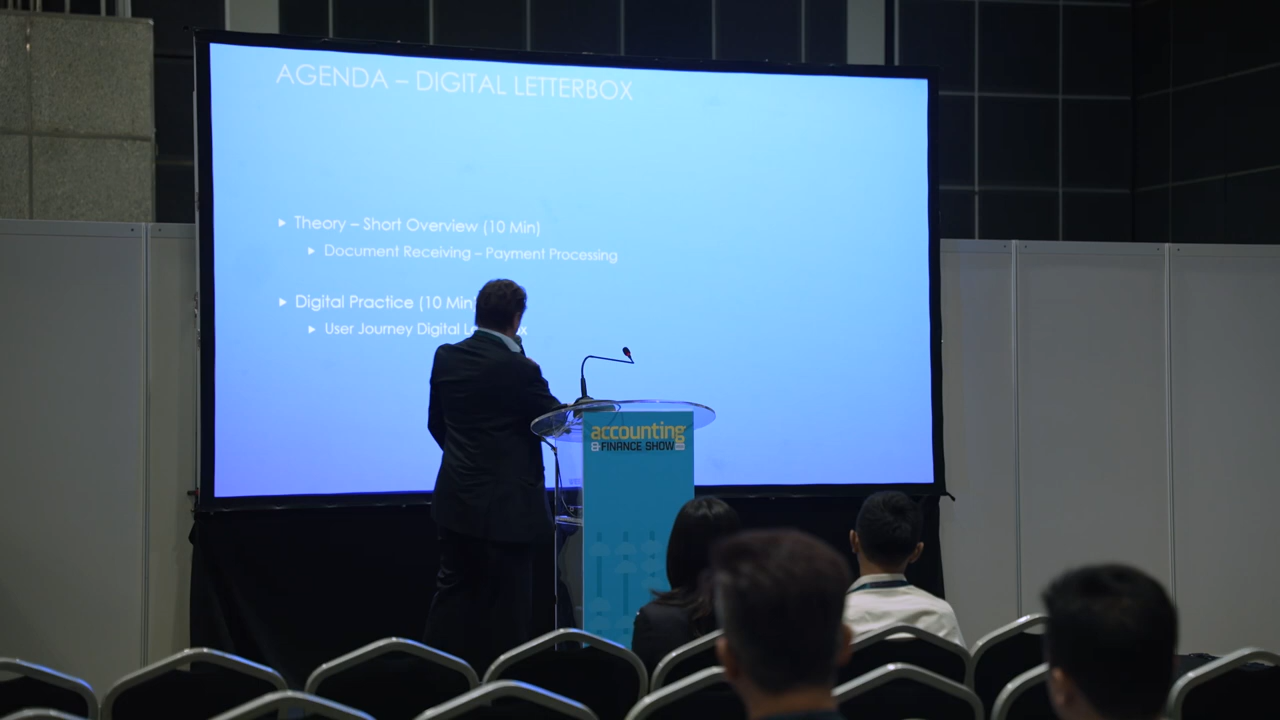 AGENDA – DIGITAL LETTERBOX
Theory – Short Overview (10 Min)
Document Receiving – Payment Processing
Digital Practice (10 Min
User Journey Digital
accounting
& FINANCE SHOW